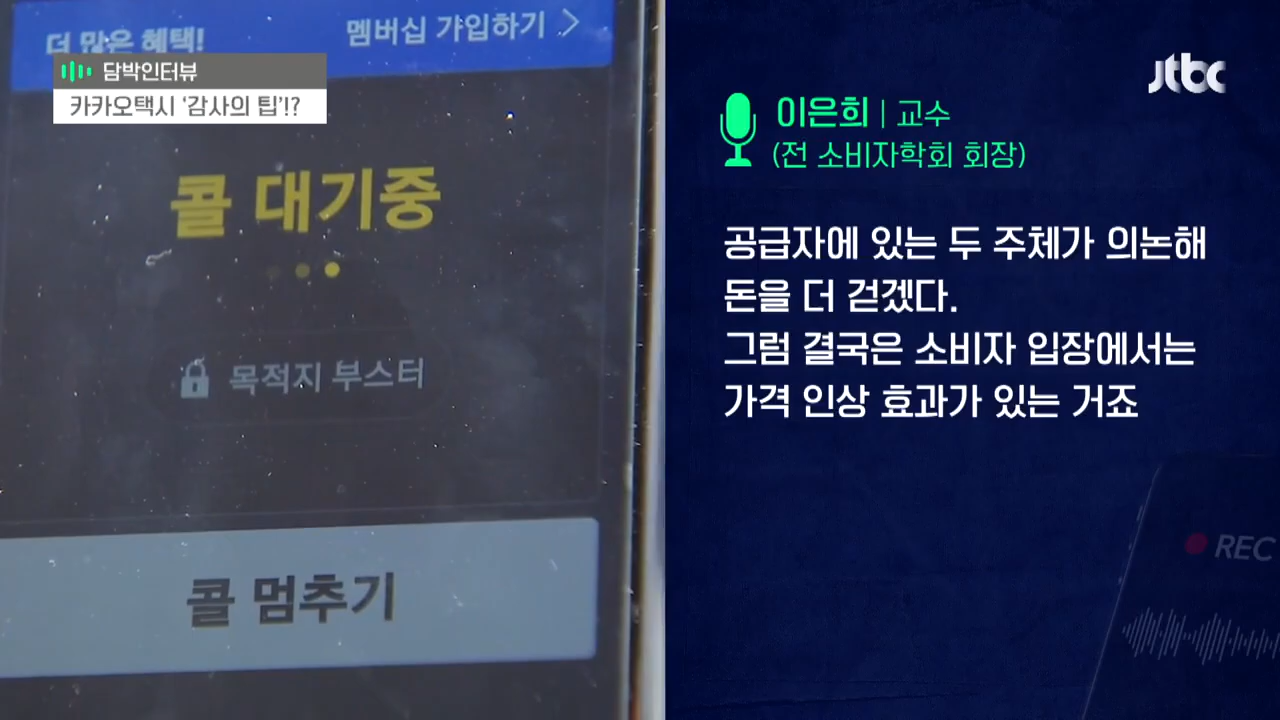 더 많은 혜택!
멤버십 가입하기 >
담박인터뷰
카카오택시 '감사의 팁'!?
콜 대기중
목적지 부스터
콜 멈추기
jtbc
이은희 | 교수
(전 소비자학회 회장)
공급자에 있는 두 주체가 의논해
돈을 더 걷겠다.
그럼 결국은 소비자 입장에서는
가격 인상 효과가 있는 거죠
REC